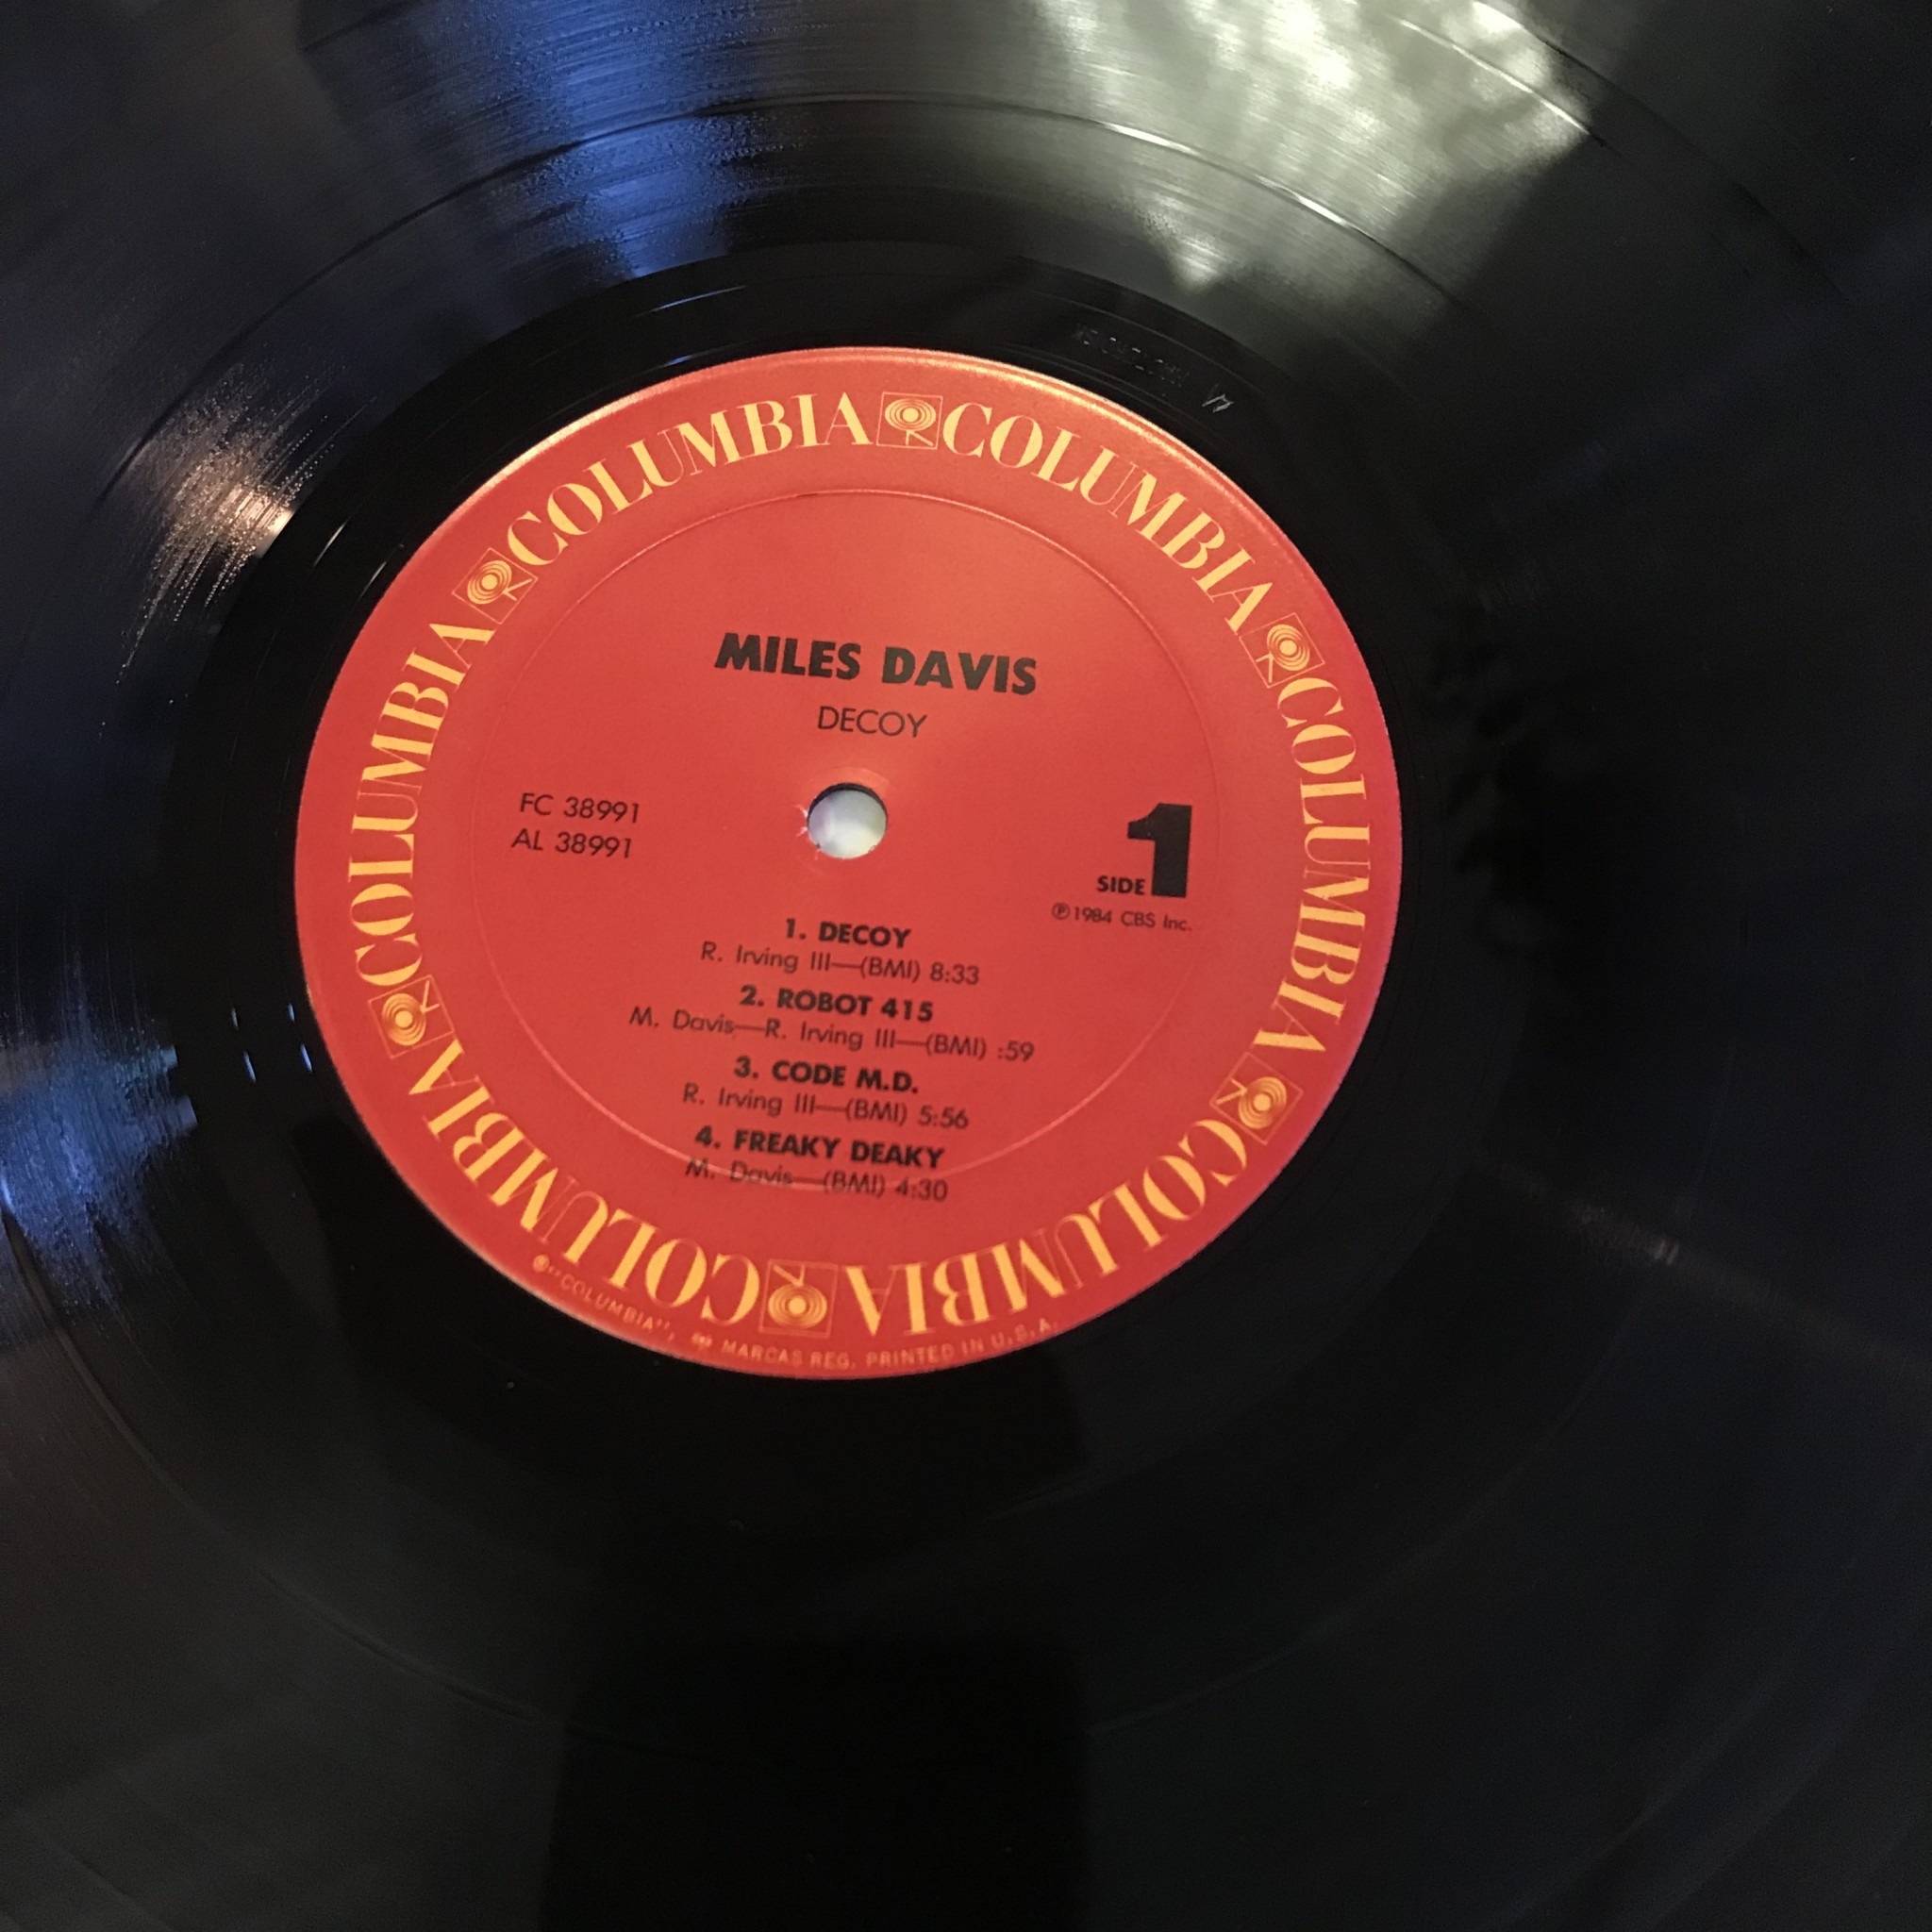 COLUMBIA COLUMBIA COLUMBIA COLUMBIA COLUMBIA COLUMBIA COLUMBIA
MILES DAVIS
DECOY
FC 38991
AL 38991
SIDE 1
℗1984 CBS Inc.
1. DECOY
R. Irving III—(BMI) 8:33
2. ROBOT 415
M. Davis—R. Irving III—(BMI) :59
3. CODE M.D.
R. Irving III—(BMI) 5:56
4. FREAKY DEAKY
M. Davis—(BMI) 4:30
®"COLUMBIA", MARCAS REG. PRINTED IN U.S.A.